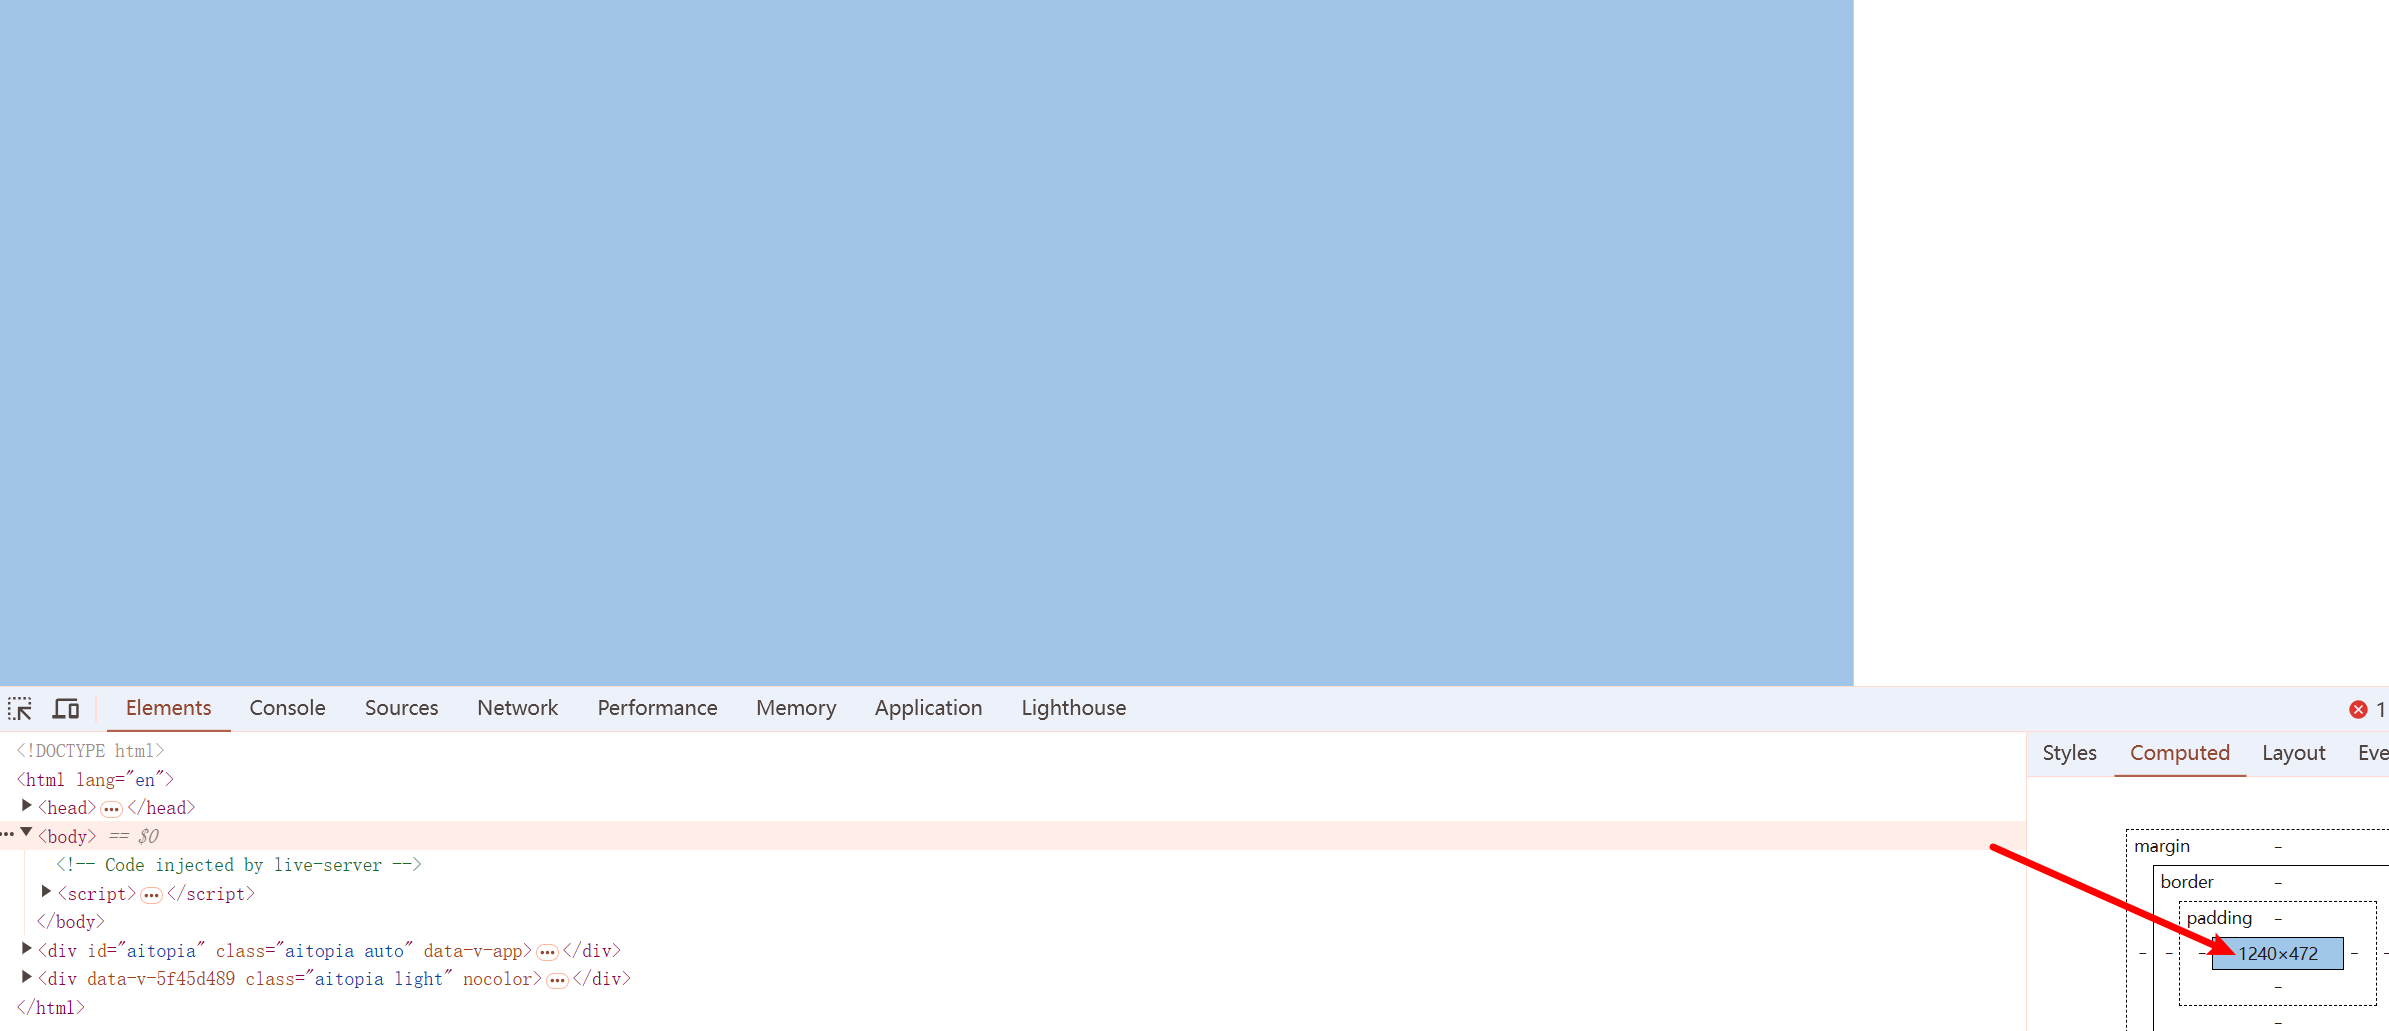 Elements Console Sources Network Performance Memory Application Lighthouse 1
<!DOCTYPE html>
<html lang="en">
<head> ••• </head>
••• <body> == $0
<!-- Code injected by live-server -->
<script> ••• </script>
</body>
<div id="aitopia" class="aitopia auto" data-v-app> ••• </div>
<div data-v-5f45d489 class="aitopia light" nocolor> ••• </div>
</html>
Styles Computed Layout Eve
margin –
border –
padding –
– – – 1240×472 – –
–
–